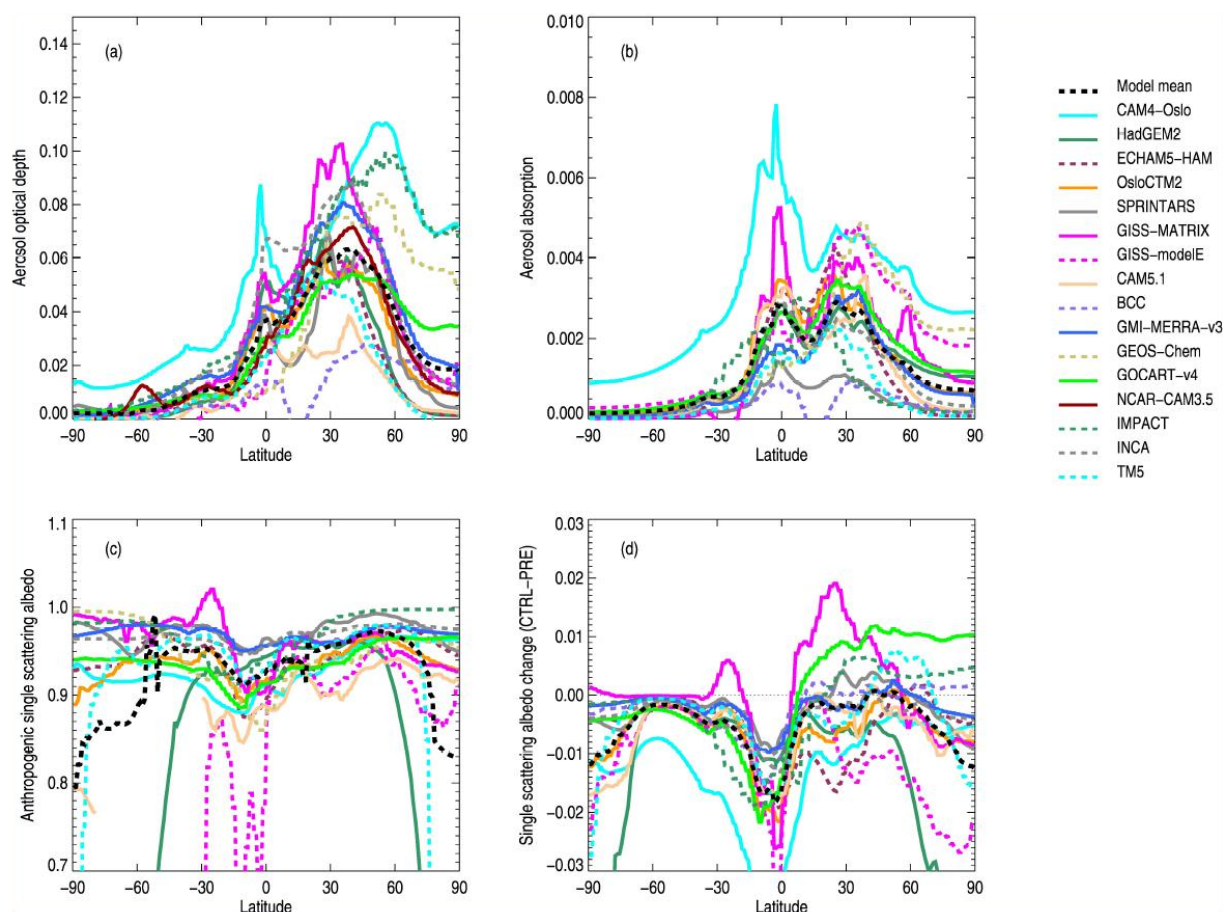 0.14
0.12
0.10
0.08
0.06
0.04
0.02
0.00
Aerosol optical depth
(a)
−90 −60 −30 0 30 60 90
Latitude
0.010
0.008
0.006
0.004
0.002
0.000
Aerosol absorption
(b)
−90 −60 −30 0 30 60 90
Latitude
Model mean
CAM4−Oslo
HadGEM2
ECHAM5−HAM
OsloCTM2
SPRINTARS
GISS−MATRIX
GISS−modelE
CAM5.1
BCC
GMI−MERRA−v3
GEOS−Chem
GOCART−v4
NCAR−CAM3.5
IMPACT
INCA
TM5
1.1
1.0
0.9
0.8
0.7
Anthropogenic single scattering albedo
(c)
−90 −60 −30 0 30 60 90
Latitude
0.03
0.02
0.01
0.00
−0.01
−0.02
−0.03
Single scattering albedo change (CTRL−PRE)
(d)
−90 −60 −30 0 30 60 90
Latitude